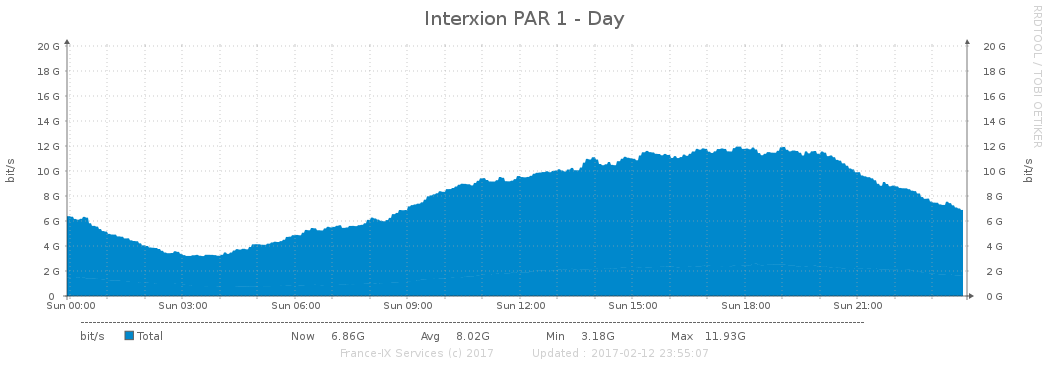 Interxion PAR 1 - Day
RRDTOOL / TOBI OETIKER
bit/s
20 G 20 G
18 G 18 G
16 G 16 G
14 G 14 G
12 G 12 G
10 G 10 G
8 G 8 G
6 G 6 G
4 G 4 G
2 G 2 G
0 0 G
bit/s
Sun 00:00 Sun 03:00 Sun 06:00 Sun 09:00 Sun 12:00 Sun 15:00 Sun 18:00 Sun 21:00
bit/s Total Now 6.86G Avg 8.02G Min 3.18G Max 11.93G
France-IX Services (c) 2017 Updated : 2017-02-12 23:55:07